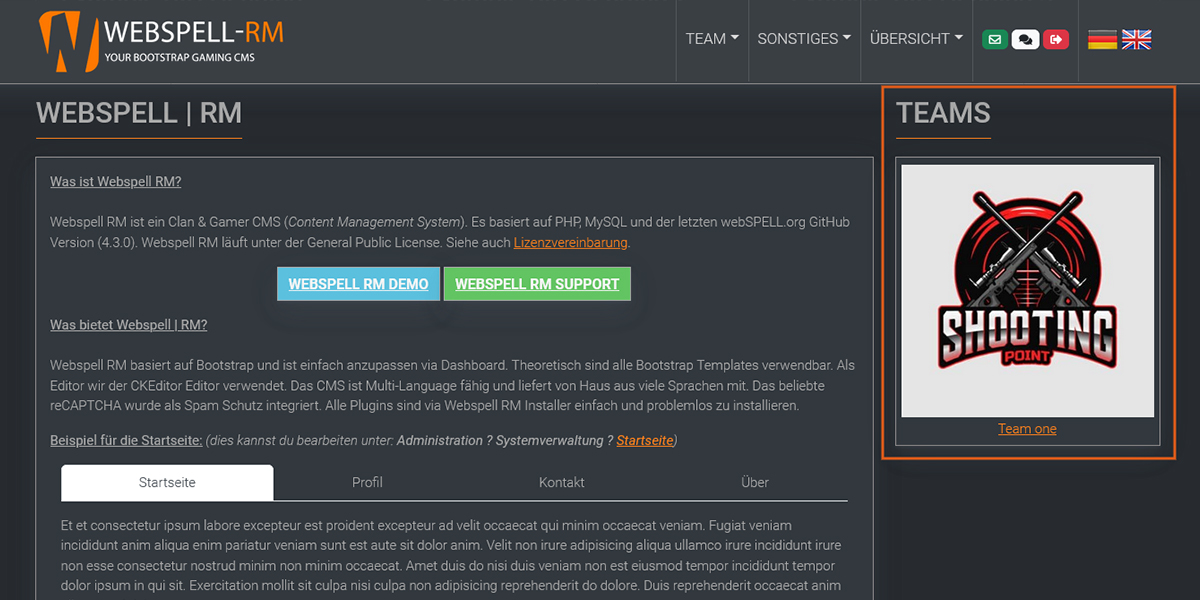 WEBSPELL-RM
YOUR BOOTSTRAP GAMING CMS
TEAM
SONSTIGES
ÜBERSICHT
WEBSPELL | RM
Was ist Webspell RM?
Webspell RM ist ein Clan & Gamer CMS (Content Management System). Es basiert auf PHP, MySQL und der letzten webSPELL.org GitHub
Version (4.3.0). Webspell RM läuft unter der General Public License. Siehe auch Lizenzvereinbarung.
WEBSPELL RM DEMO
WEBSPELL RM SUPPORT
Was bietet Webspell | RM?
Webspell RM basiert auf Bootstrap und ist einfach anzupassen via Dashboard. Theoretisch sind alle Bootstrap Templates verwendbar. Als
Editor wir der CKEditor Editor verwendet. Das CMS ist Multi-Language fähig und liefert von Haus aus viele Sprachen mit. Das beliebte
reCAPTCHA wurde als Spam Schutz integriert. Alle Plugins sind via Webspell RM Installer einfach und problemlos zu installieren.
Beispiel für die Startseite: (dies kannst du bearbeiten unter: Administration ? Systemverwaltung ? Startseite)
Startseite
Profil
Kontakt
Über
Et et consectetur ipsum labore excepteur est proident excepteur ad velit occaecat qui minim occaecat veniam. Fugiat veniam
incididunt anim aliqua enim pariatur veniam sunt est aute sit dolor anim. Velit non irure adipisicing aliqua ullamco irure incididunt irure
non esse consectetur nostrud minim non minim occaecat. Amet duis do nisi duis veniam non est eiusmod tempor incididunt tempor
dolor ipsum in qui sit. Exercitation mollit sit culpa nisi culpa non adipisicing reprehenderit do dolore. Duis reprehenderit occaecat anim
TEAMS
SHOOTING
POINT
Team one